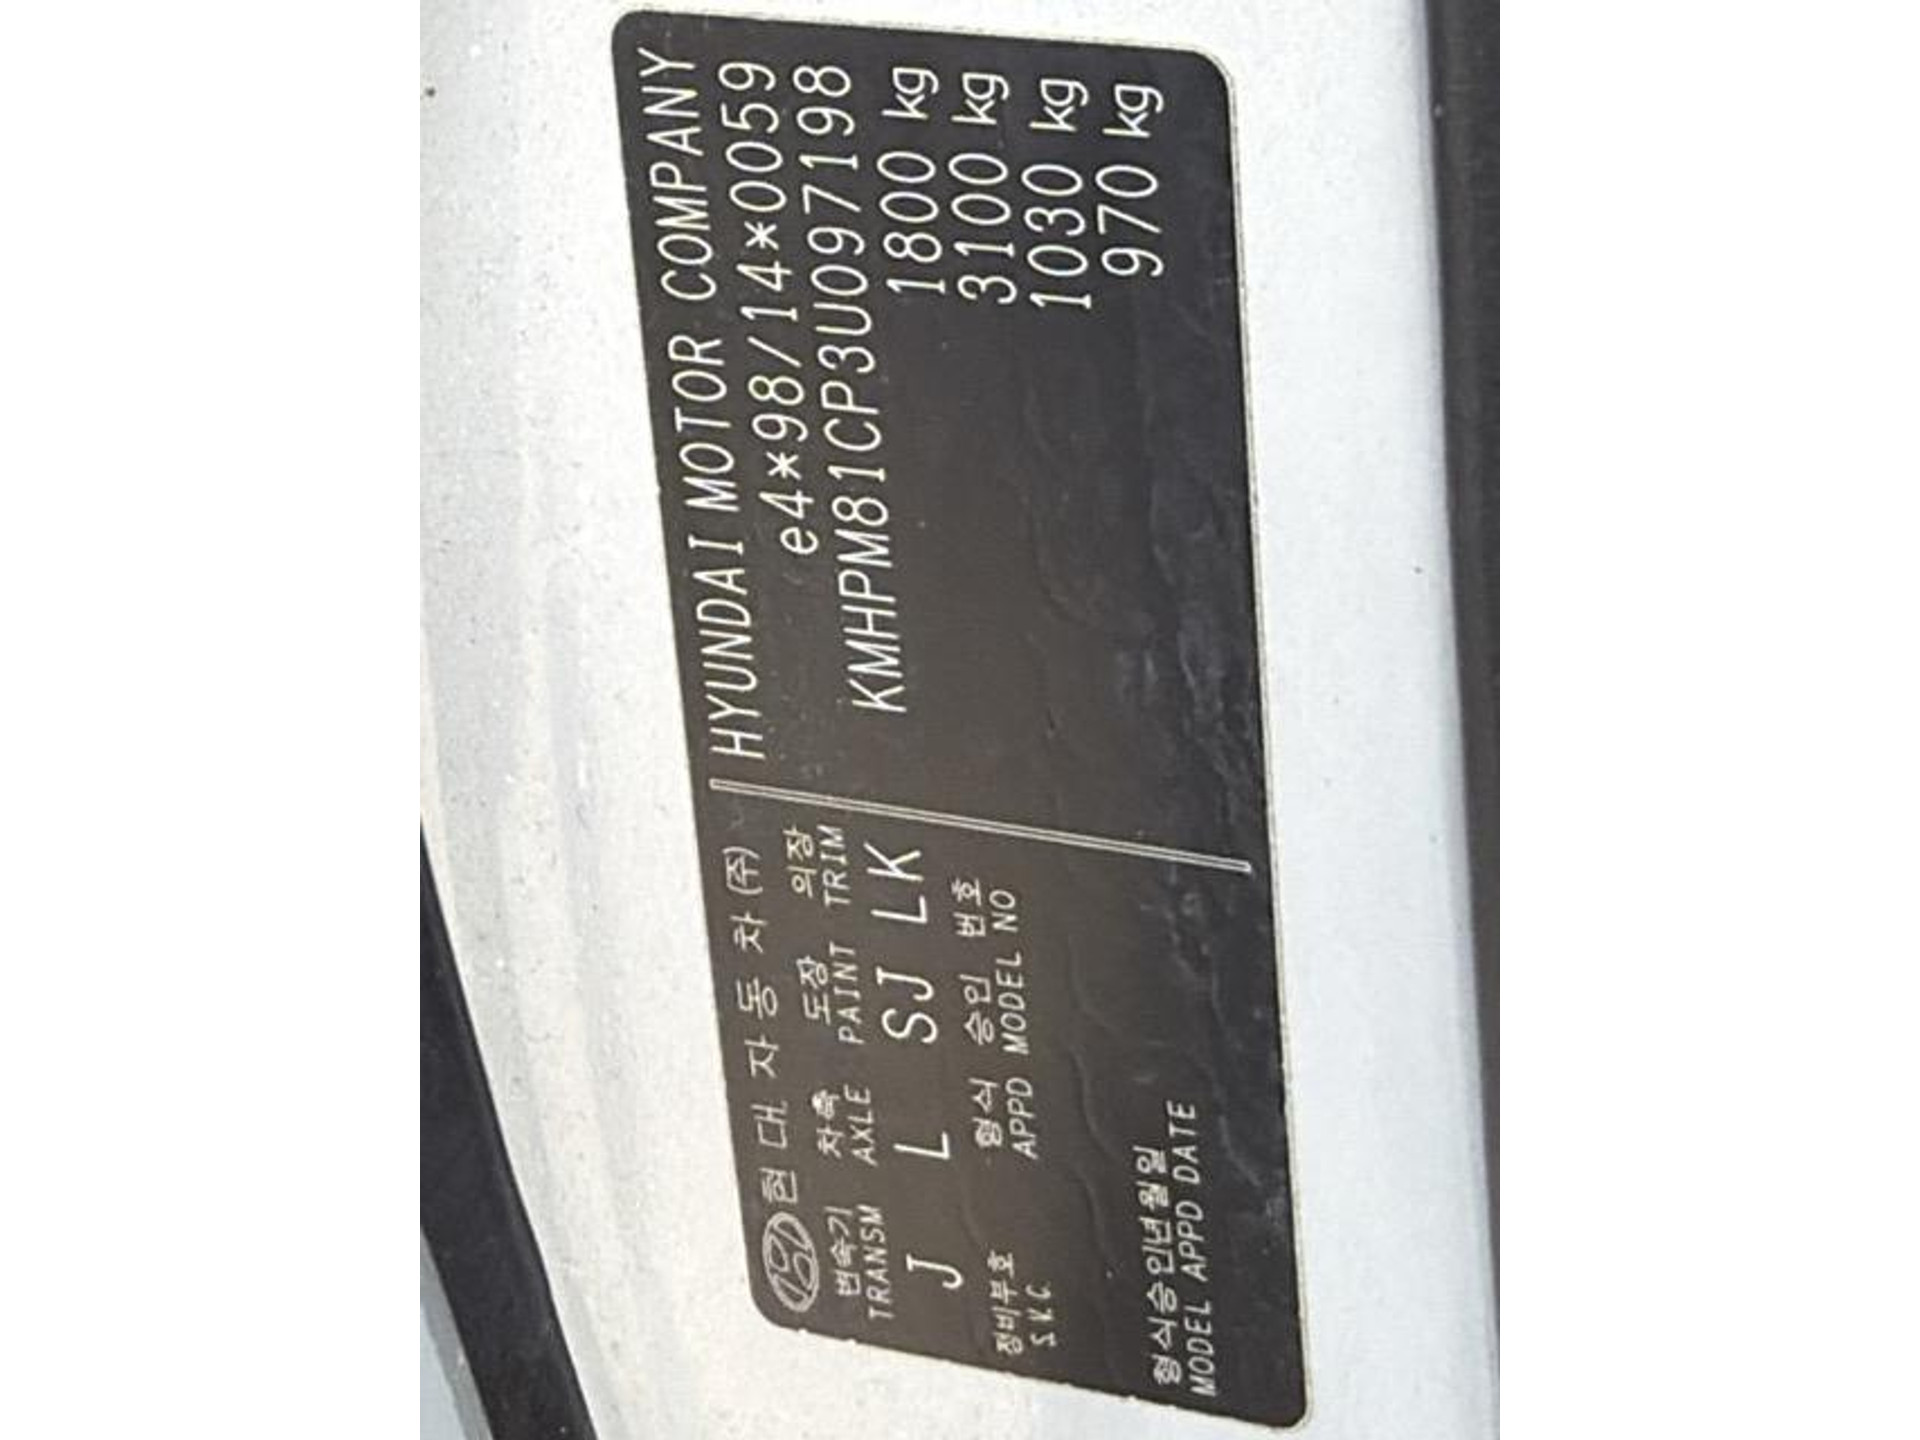 현대자동차(주)
변속기 차축 도장 의장
TRANSM AXLE PAINT TRIM
J L SJ LK
정비부호 형식 승인 번호
S.V.C. APPD MODEL NO
형식승인년월일
MODEL APPD DATE
HYUNDAI MOTOR COMPANY
e4*98/14*0059
KMHPM81CP3U097198
1800 kg
3100 kg
1030 kg
970 kg